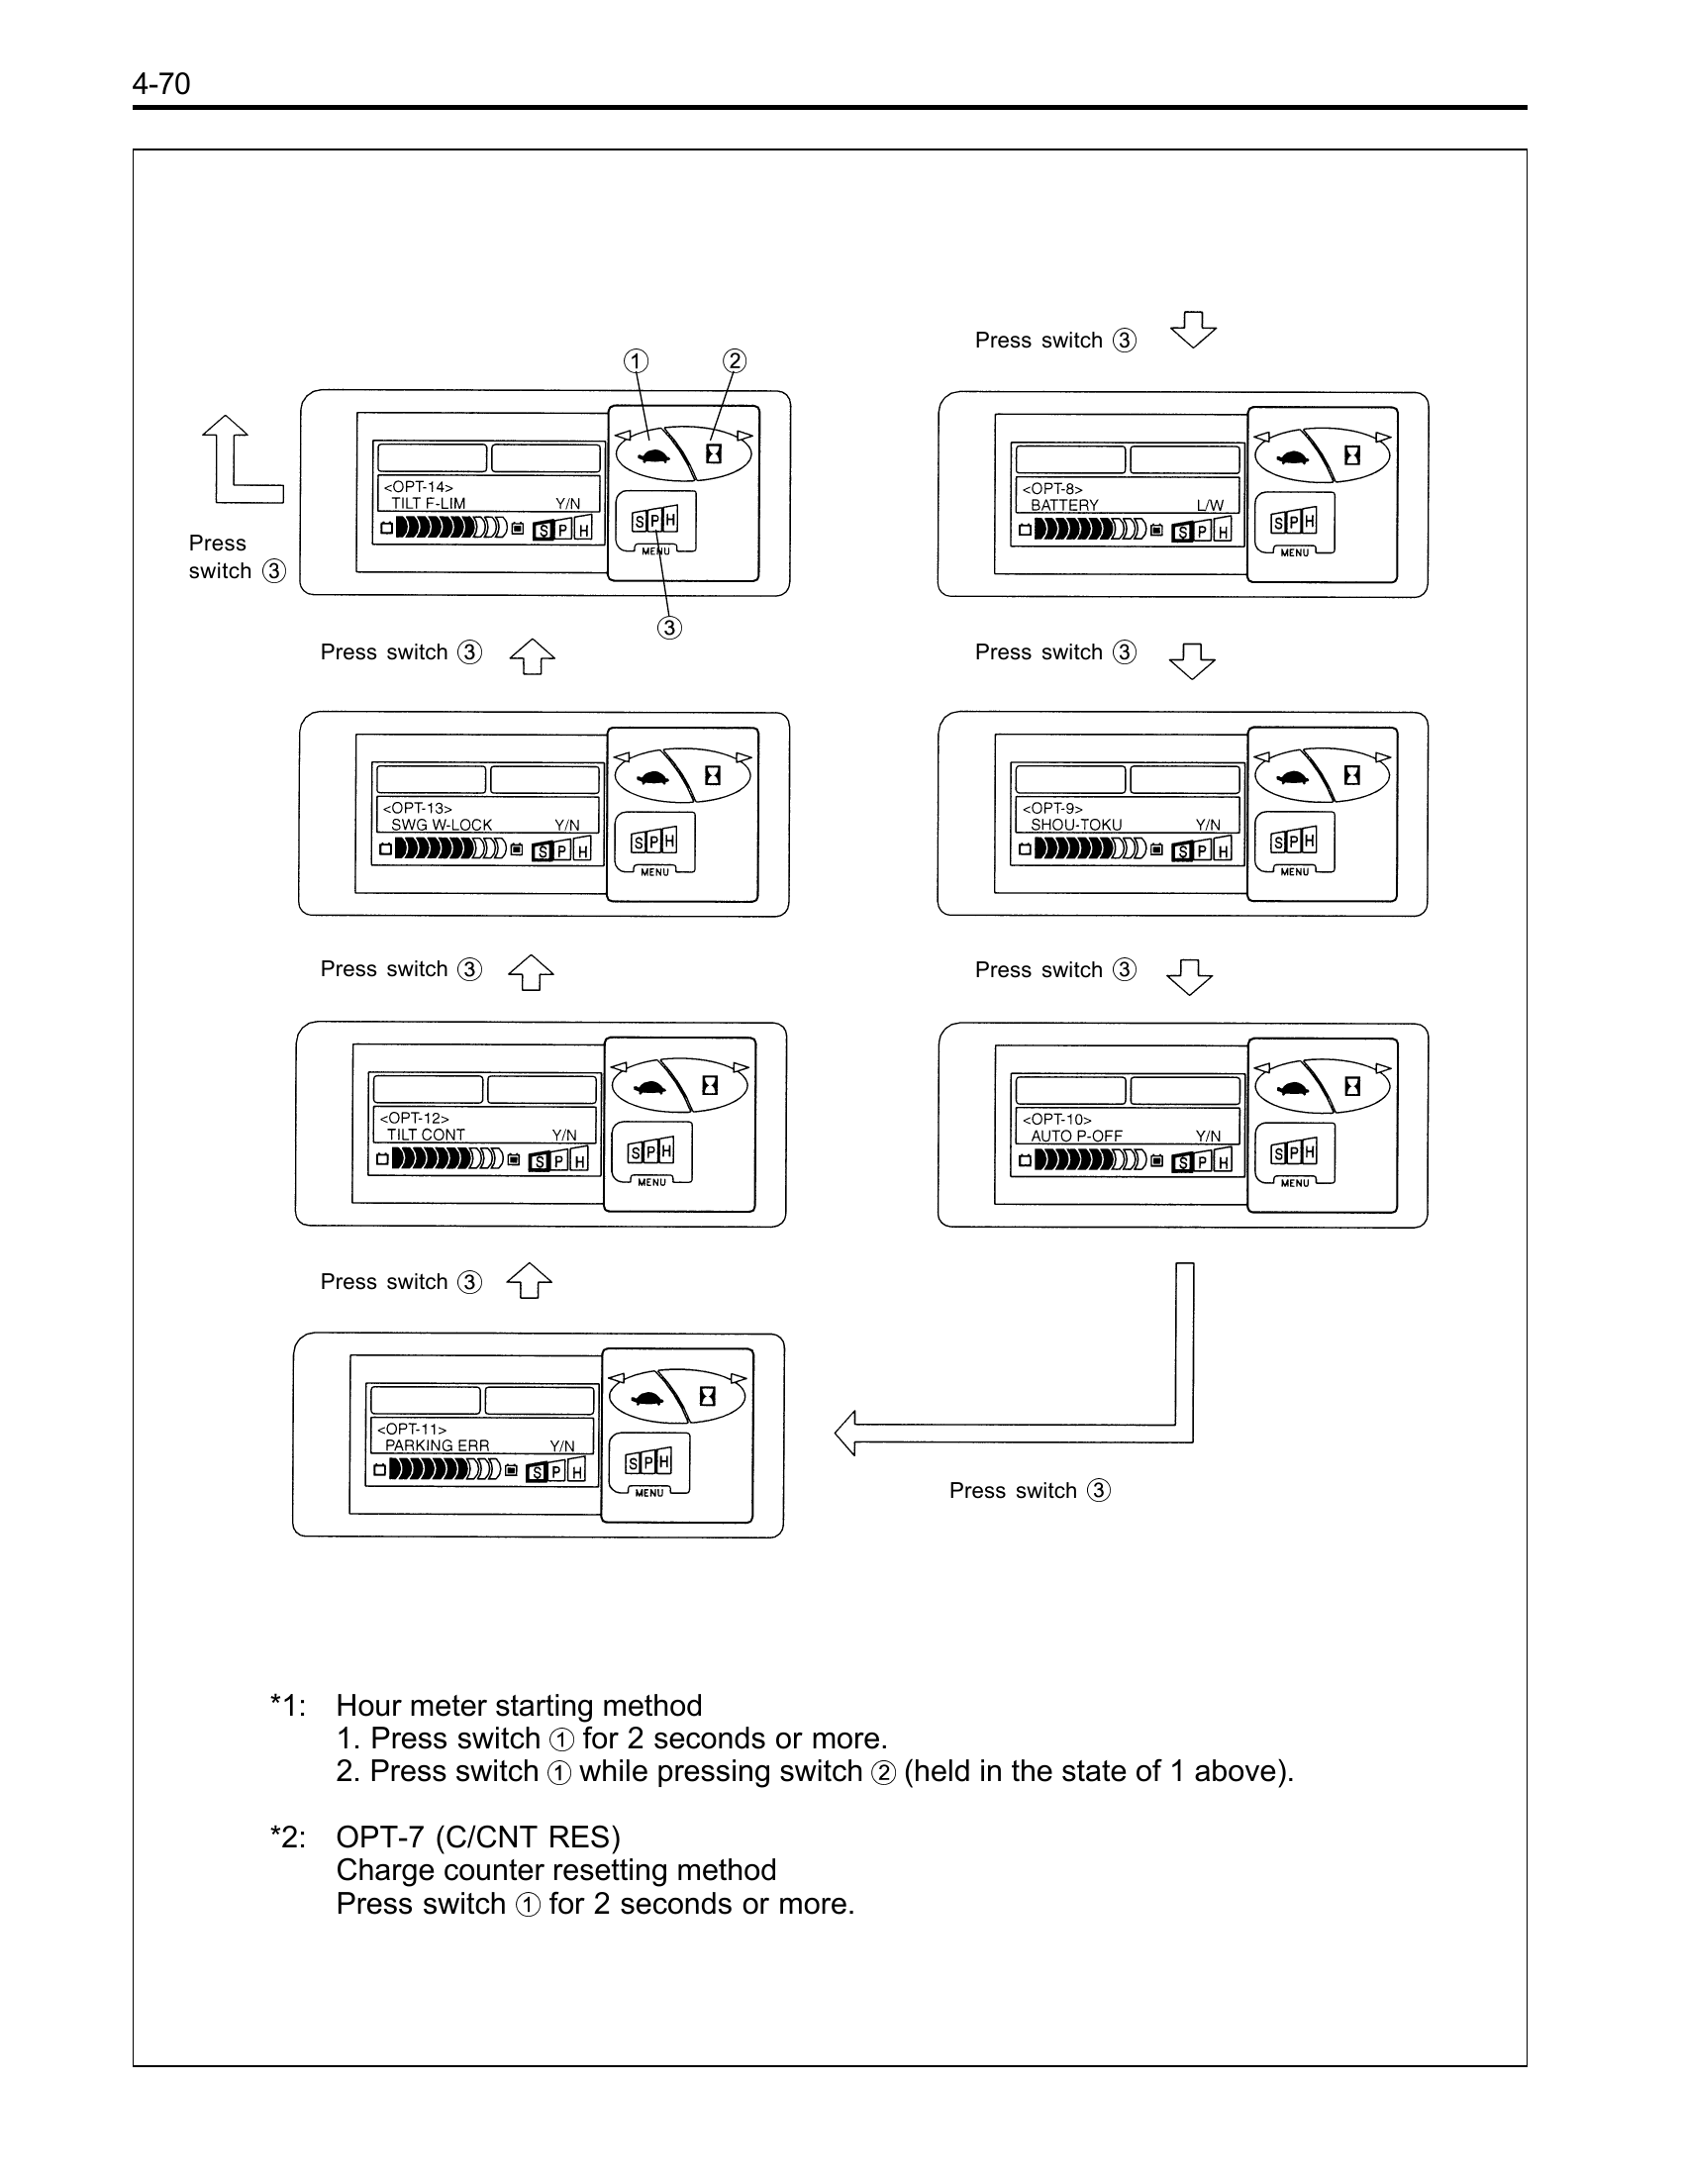 4-70
Press switch ③
① ②
<OPT-14>
TILT F-LIM Y/N
S P H
S P H
MENU
③
Press
switch ③
<OPT-8>
BATTERY L/W
S P H
S P H
MENU
Press switch ③
Press switch ③
<OPT-13>
SWG W-LOCK Y/N
S P H
S P H
MENU
<OPT-9>
SHOU-TOKU Y/N
S P H
S P H
MENU
Press switch ③
Press switch ③
<OPT-12>
TILT CONT Y/N
S P H
S P H
MENU
<OPT-10>
AUTO P-OFF Y/N
S P H
S P H
MENU
Press switch ③
<OPT-11>
PARKING ERR Y/N
S P H
S P H
MENU
Press switch ③
*1: Hour meter starting method
1. Press switch ① for 2 seconds or more.
2. Press switch ① while pressing switch ② (held in the state of 1 above).
*2: OPT-7 (C/CNT RES)
Charge counter resetting method
Press switch ① for 2 seconds or more.